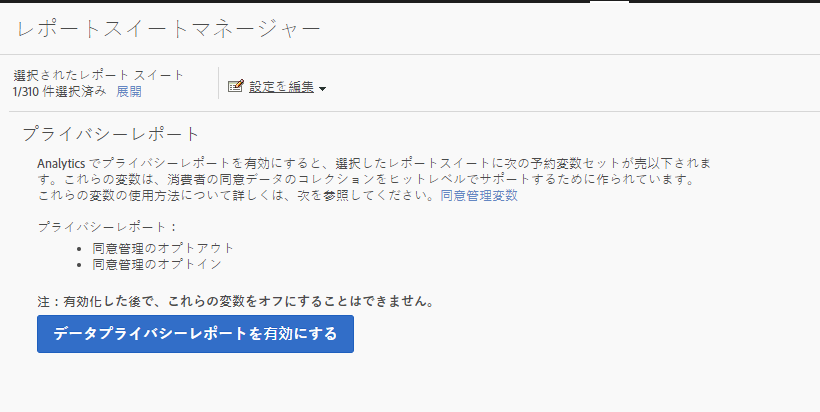 レポートスイートマネージャー
選択されたレポート スイート
1/310 件選択済み 展開
設定を編集
プライバシーレポート
Analytics でプライバシーレポートを有効にすると、選択したレポートスイートに次の予約変数セットが売以下されま
す。これらの変数は、消費者の同意データのコレクションをヒットレベルでサポートするために作られています。
これらの変数の使用方法について詳しくは、次を参照してください。同意管理変数
プライバシーレポート：
• 同意管理のオプトアウト
• 同意管理のオプトイン
注：有効化した後で、これらの変数をオフにすることはできません。
データプライバシーレポートを有効にする